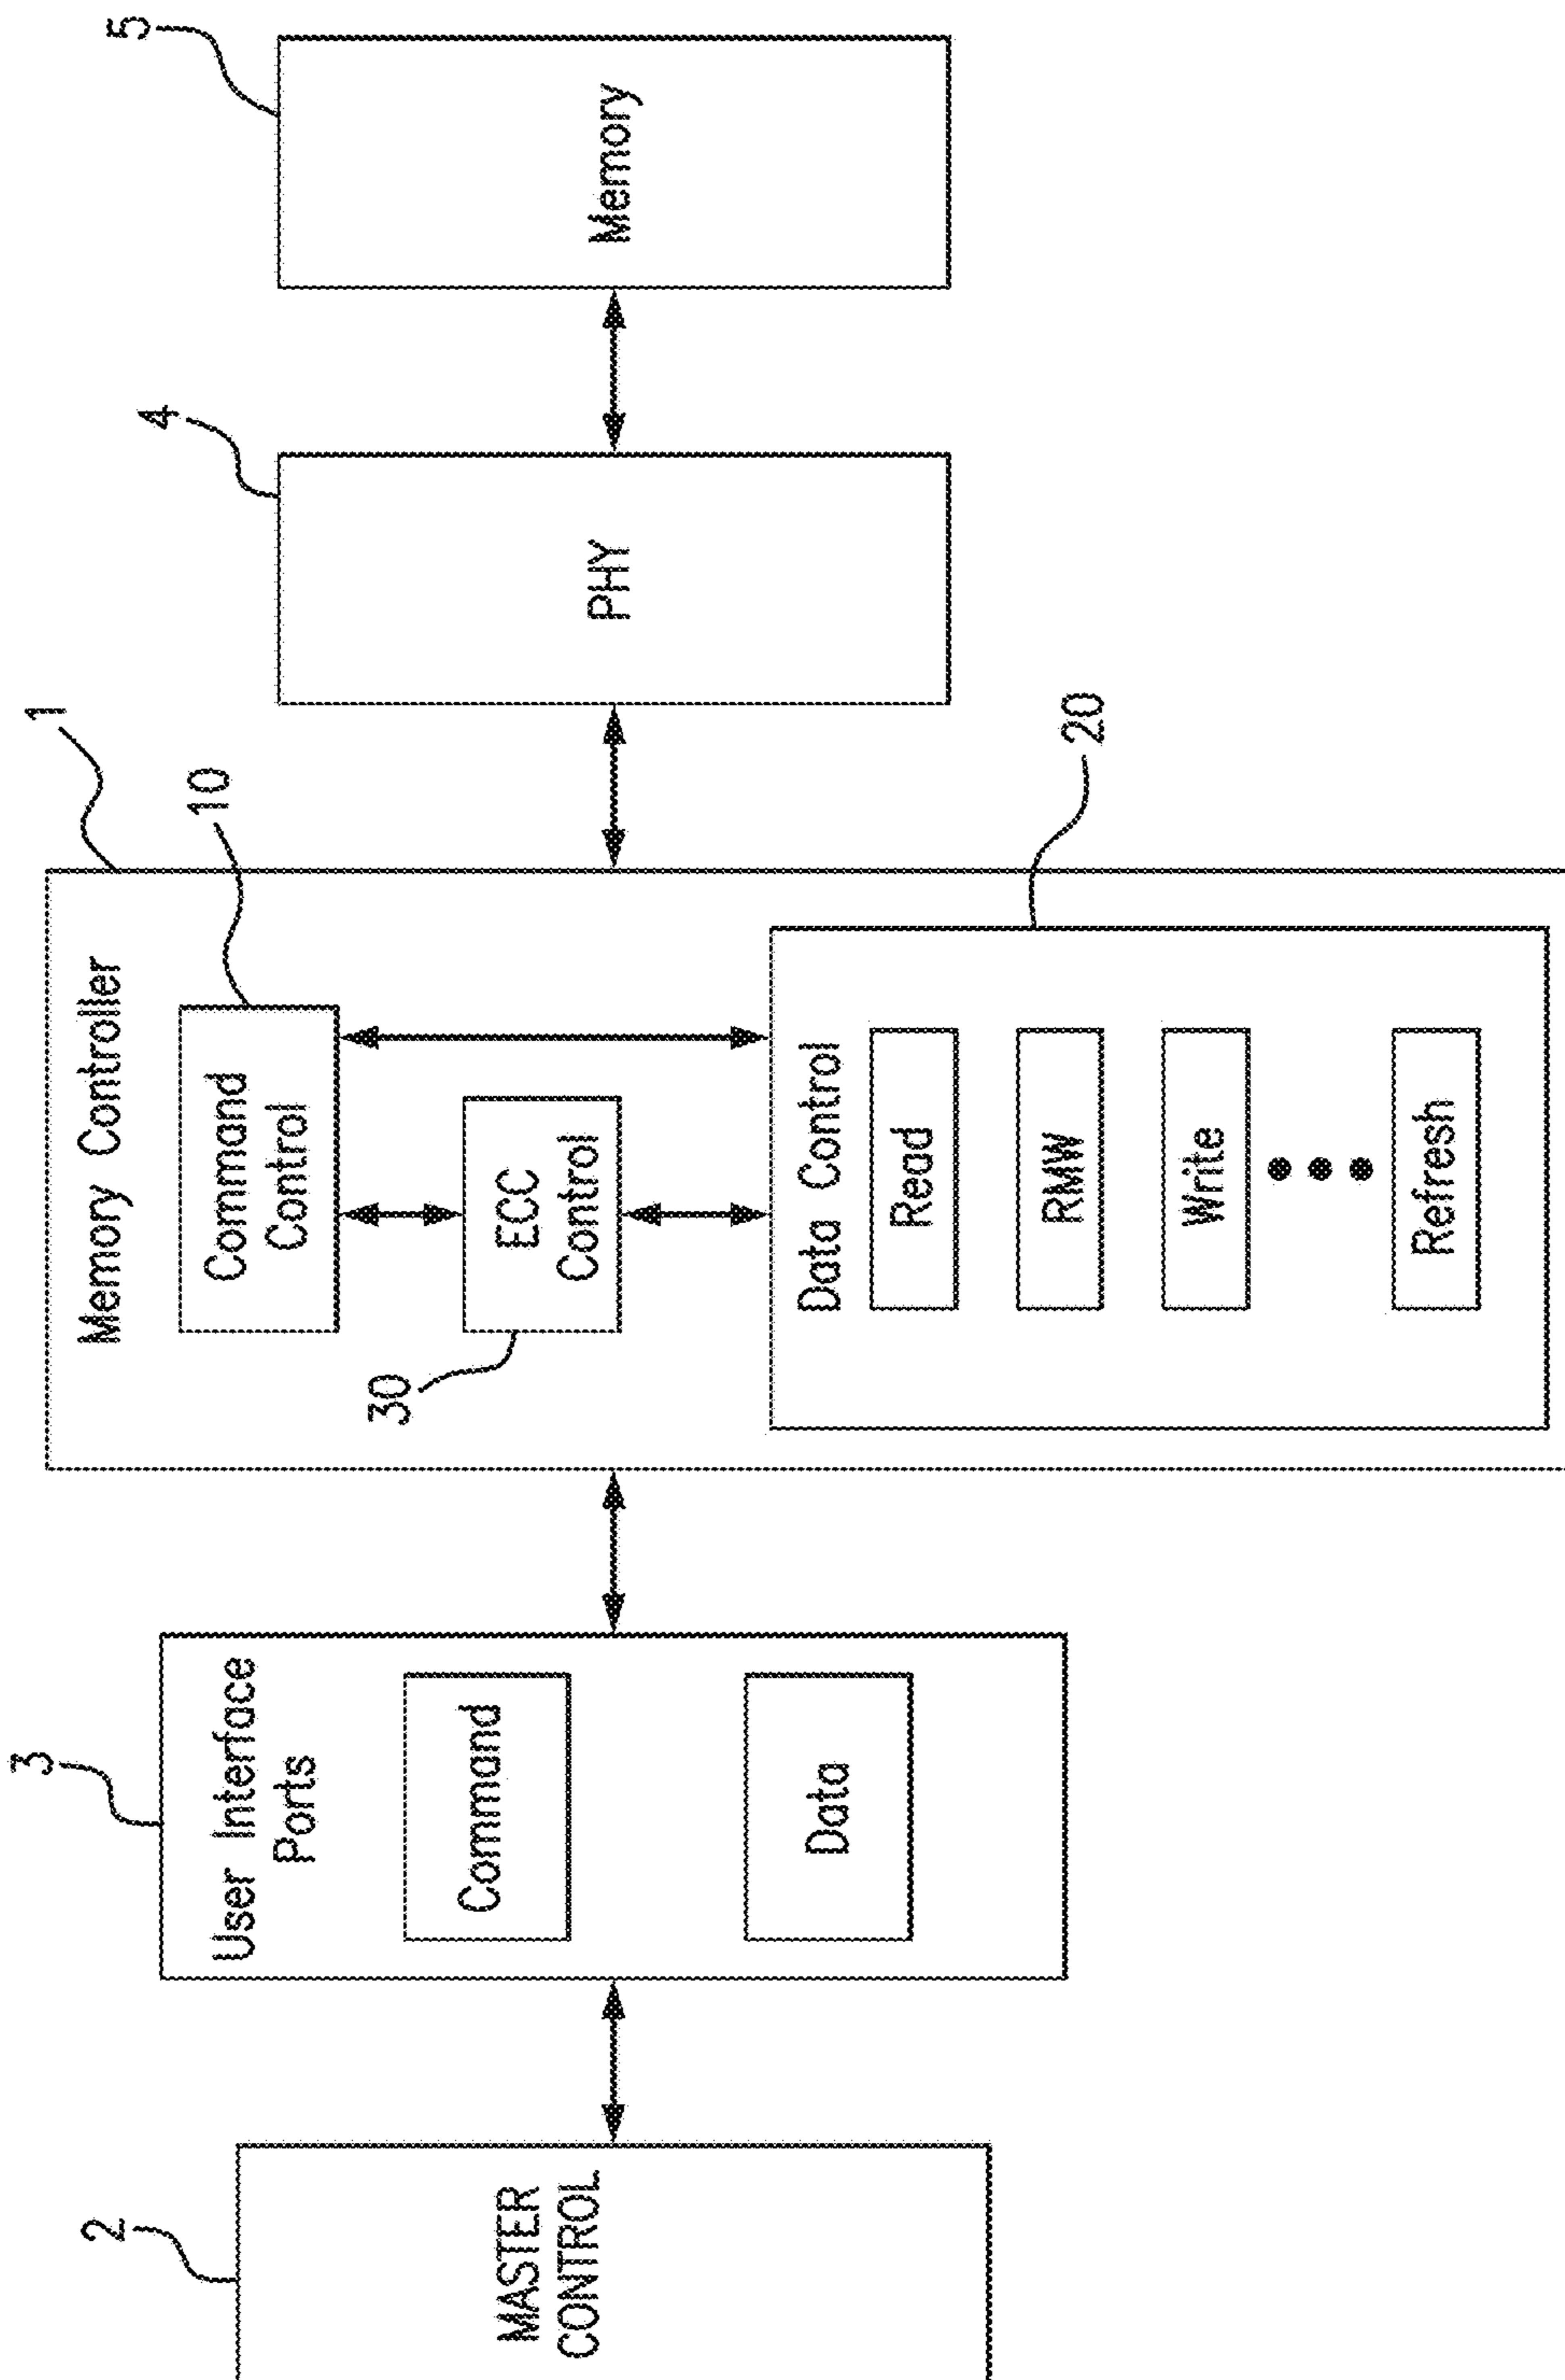 2
MASTER
CONTROL
3
User Interface
Ports
Command
Data
1
Memory Controller
10
Command
Control
30
ECC
Control
20
Data Control
Read
RMW
Write
Refresh
4
PHY
5
Memory